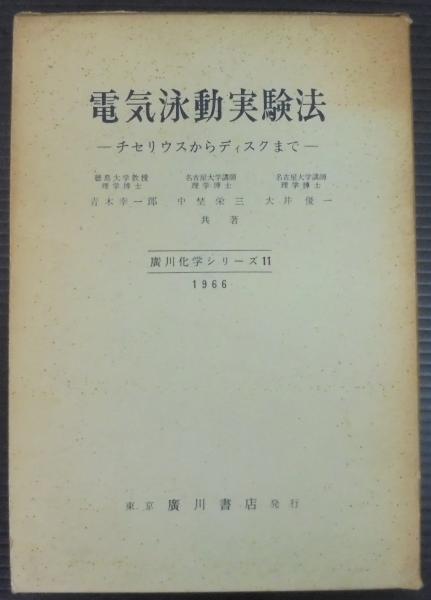 電気泳動実験法
―チセリウスからディスクまで―
徳島大学教授 名古屋大学講師 名古屋大学講師
理学博士 理学博士 理学博士
青木幸一郎 中埜栄三 大井優一
共著
廣川化学シリーズ11
1966
東京 廣川書店 発行